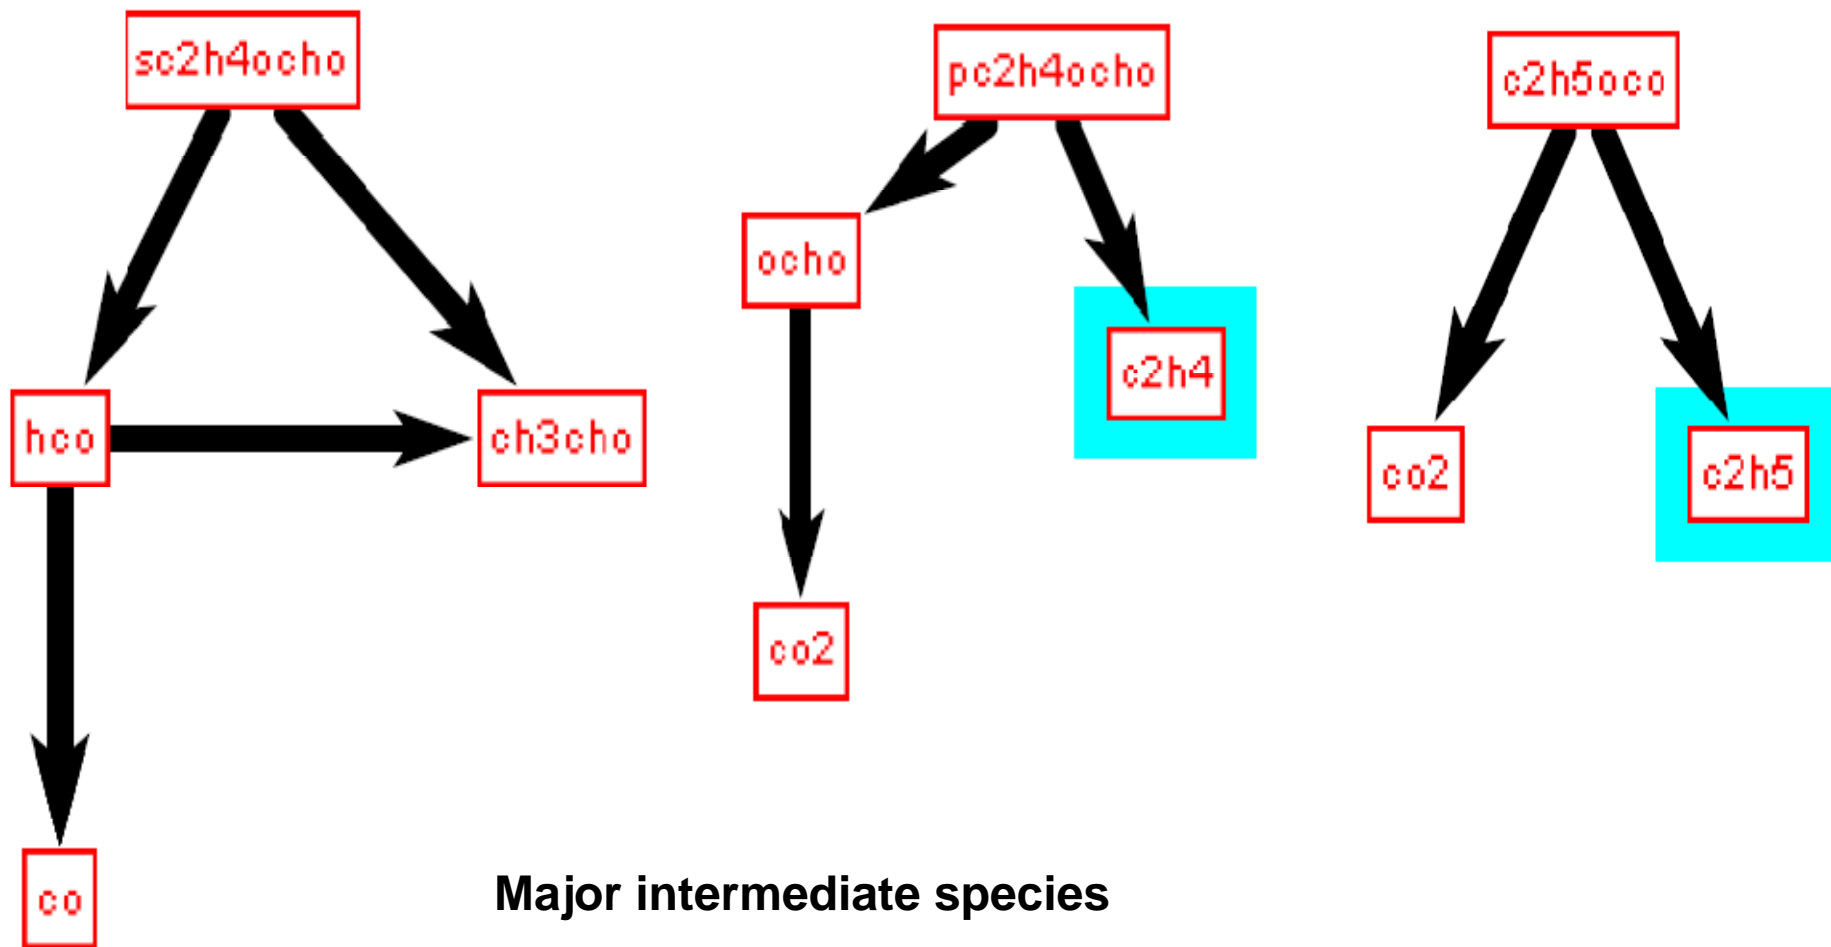 sc2h4ocho
pc2h4ocho
c2h5oco
ocho
c2h4
hco
ch3cho
co2
c2h5
co2
co
Major intermediate species